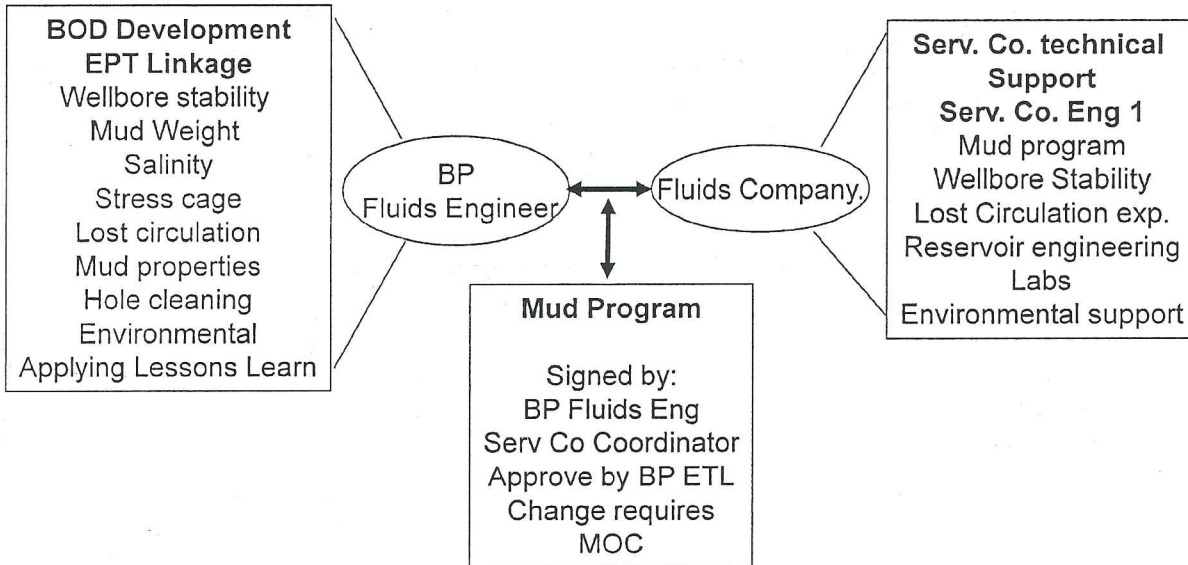 BOD Development
EPT Linkage
Wellbore stability
Mud Weight
Salinity
Stress cage
Lost circulation
Mud properties
Hole cleaning
Environmental
Applying Lessons Learn
BP
Fluids Engineer
Fluids Company.
Serv. Co. technical
Support
Serv. Co. Eng 1
Mud program
Wellbore Stability
Lost Circulation exp.
Reservoir engineering
Labs
Environmental support
Mud Program
Signed by:
BP Fluids Eng
Serv Co Coordinator
Approve by BP ETL
Change requires
MOC